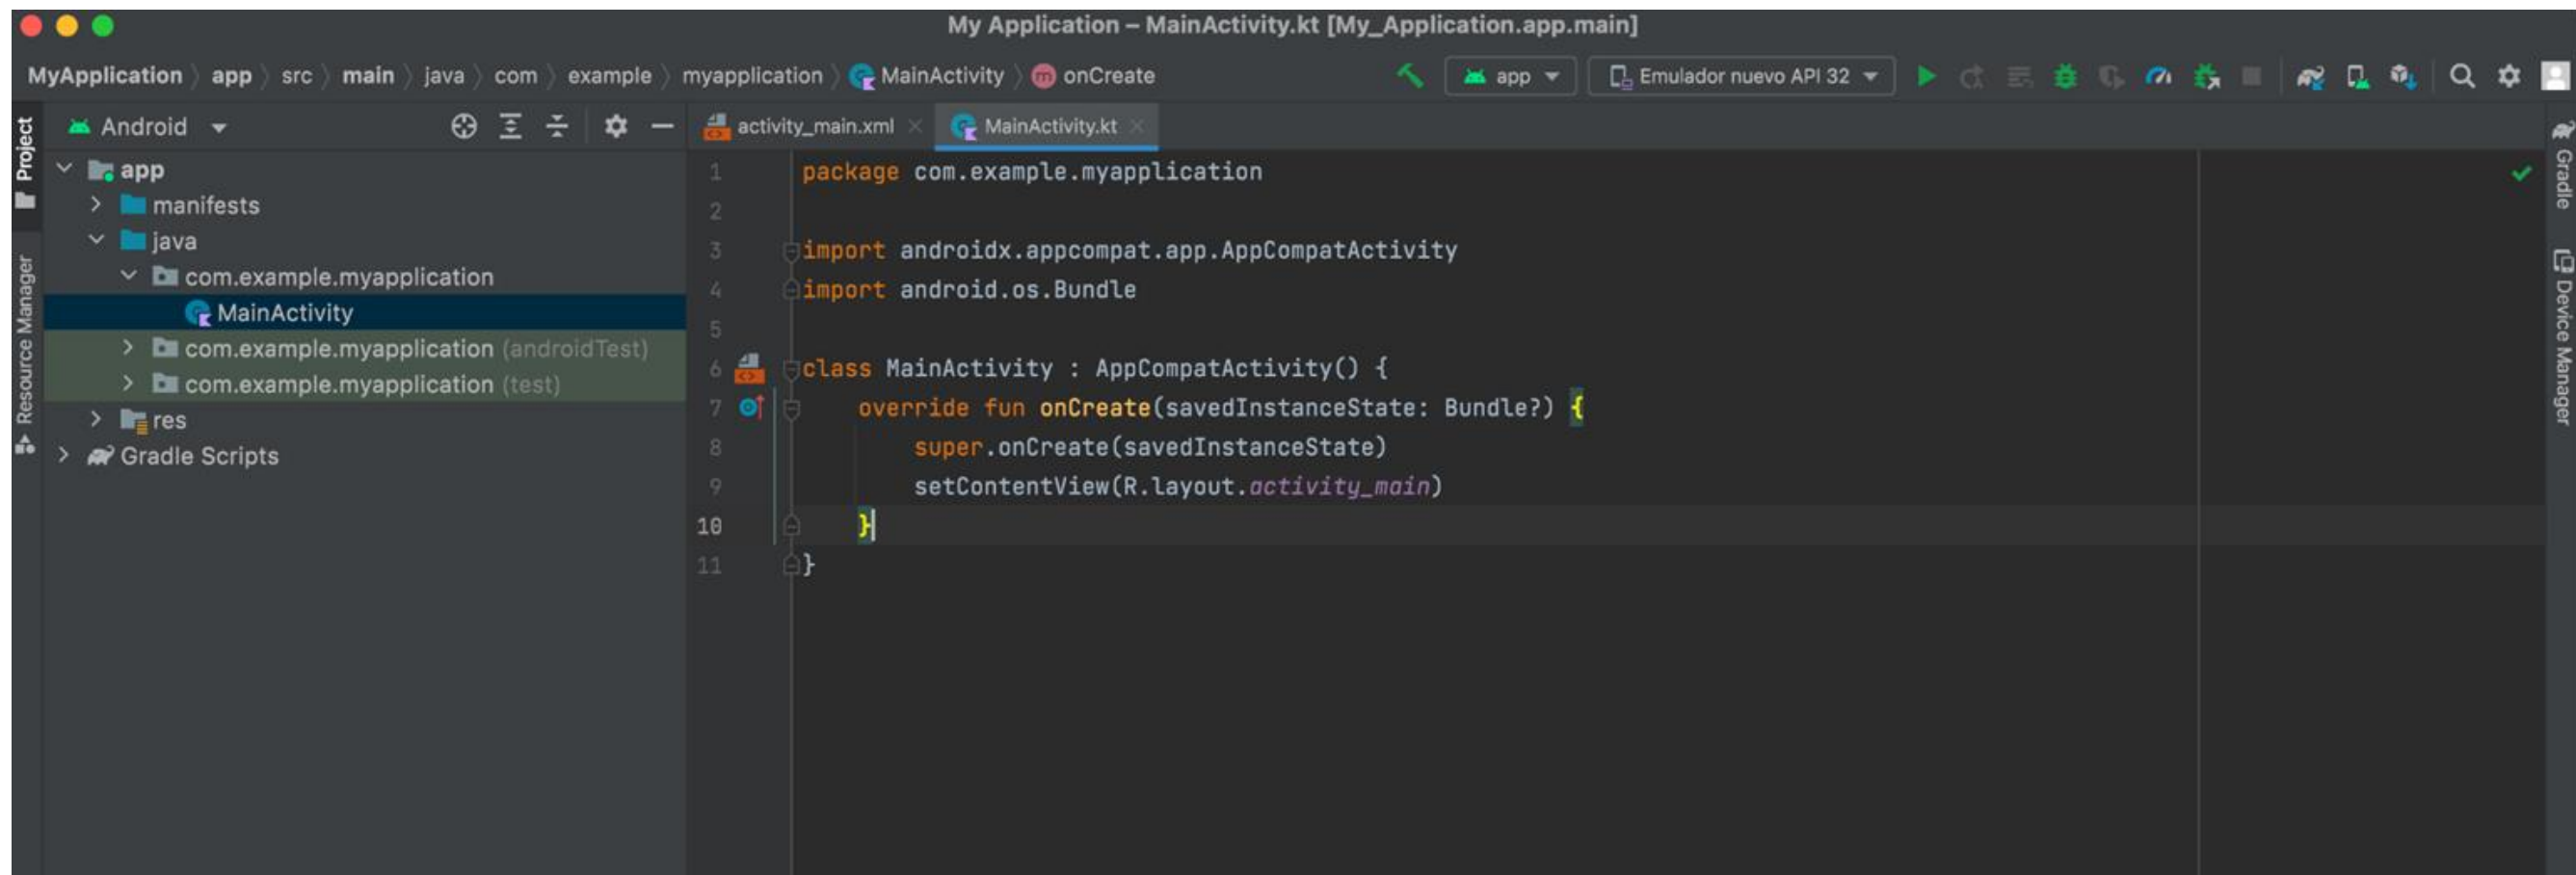 My Application – MainActivity.kt [My_Application.app.main]
MyApplication app src main java com example myapplication MainActivity m onCreate app Emulador nuevo API 32
Project
Resource Manager
Android
app
manifests
java
com.example.myapplication
MainActivity
com.example.myapplication (androidTest)
com.example.myapplication (test)
res
Gradle Scripts
activity_main.xml MainActivity.kt
1 package com.example.myapplication
2
3 import androidx.appcompat.app.AppCompatActivity
4 import android.os.Bundle
5
6 class MainActivity : AppCompatActivity() {
7 override fun onCreate(savedInstanceState: Bundle?) {
8 super.onCreate(savedInstanceState)
9 setContentView(R.layout.activity_main)
10 }
11 }
Gradle
Device Manager